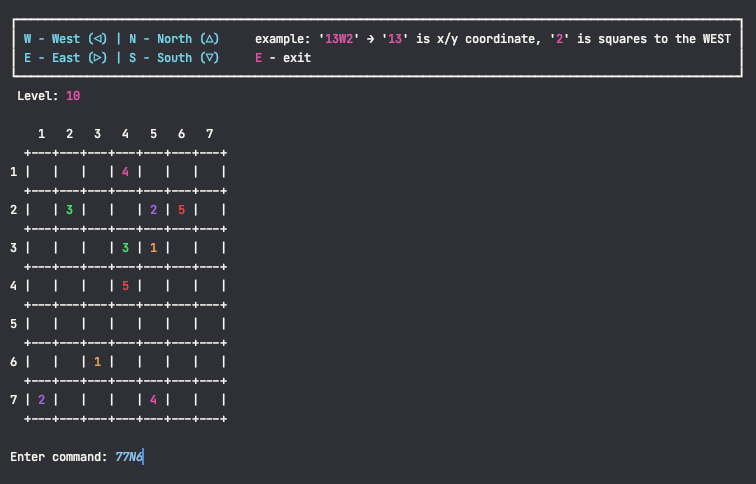 W - West (◁) | N - North (△)     example: '13W2' → '13' is x/y coordinate, '2' is squares to the WEST
E - East (▷) | S - South (▽)     E - exit
Level: 10
    1   2   3   4   5   6   7
  +---+---+---+---+---+---+---+
1 |   |   |   | 4 |   |   |   |
  +---+---+---+---+---+---+---+
2 |   | 3 |   |   | 2 | 5 |   |
  +---+---+---+---+---+---+---+
3 |   |   |   | 3 | 1 |   |   |
  +---+---+---+---+---+---+---+
4 |   |   |   | 5 |   |   |   |
  +---+---+---+---+---+---+---+
5 |   |   |   |   |   |   |   |
  +---+---+---+---+---+---+---+
6 |   |   | 1 |   |   |   |   |
  +---+---+---+---+---+---+---+
7 | 2 |   |   |   | 4 |   |   |
  +---+---+---+---+---+---+---+
Enter command: 77N6